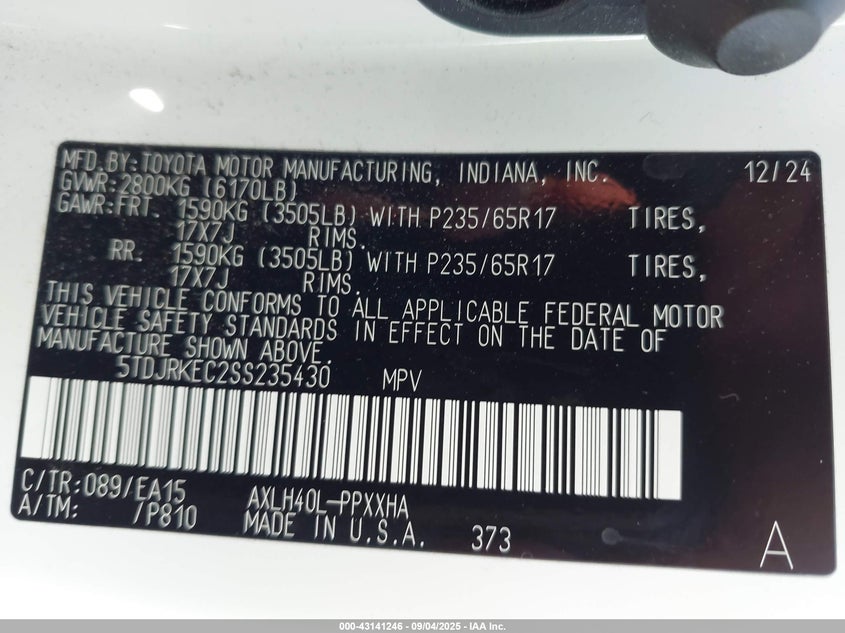 MFD.BY:TOYOTA MOTOR MANUFACTURING, INDIANA, INC. 12/24
GVWR:2800KG (6170LB)
GAWR:FRT. 1590KG (3505LB) WITH P235/65R17 TIRES,
17X7J RIMS.
RR. 1590KG (3505LB) WITH P235/65R17 TIRES,
17X7J RIMS.
THIS VEHICLE CONFORMS TO ALL APPLICABLE FEDERAL MOTOR
VEHICLE SAFETY STANDARDS IN EFFECT ON THE DATE OF
MANUFACTURE SHOWN ABOVE.
5TDJRKEC2SS235430 MPV
C/TR:089/EA15 AXLH40L-PPXXHA
A/TM: /P810 MADE IN U.S.A. 373
A
000-43141246 - 09/04/2025 - IAA Inc.